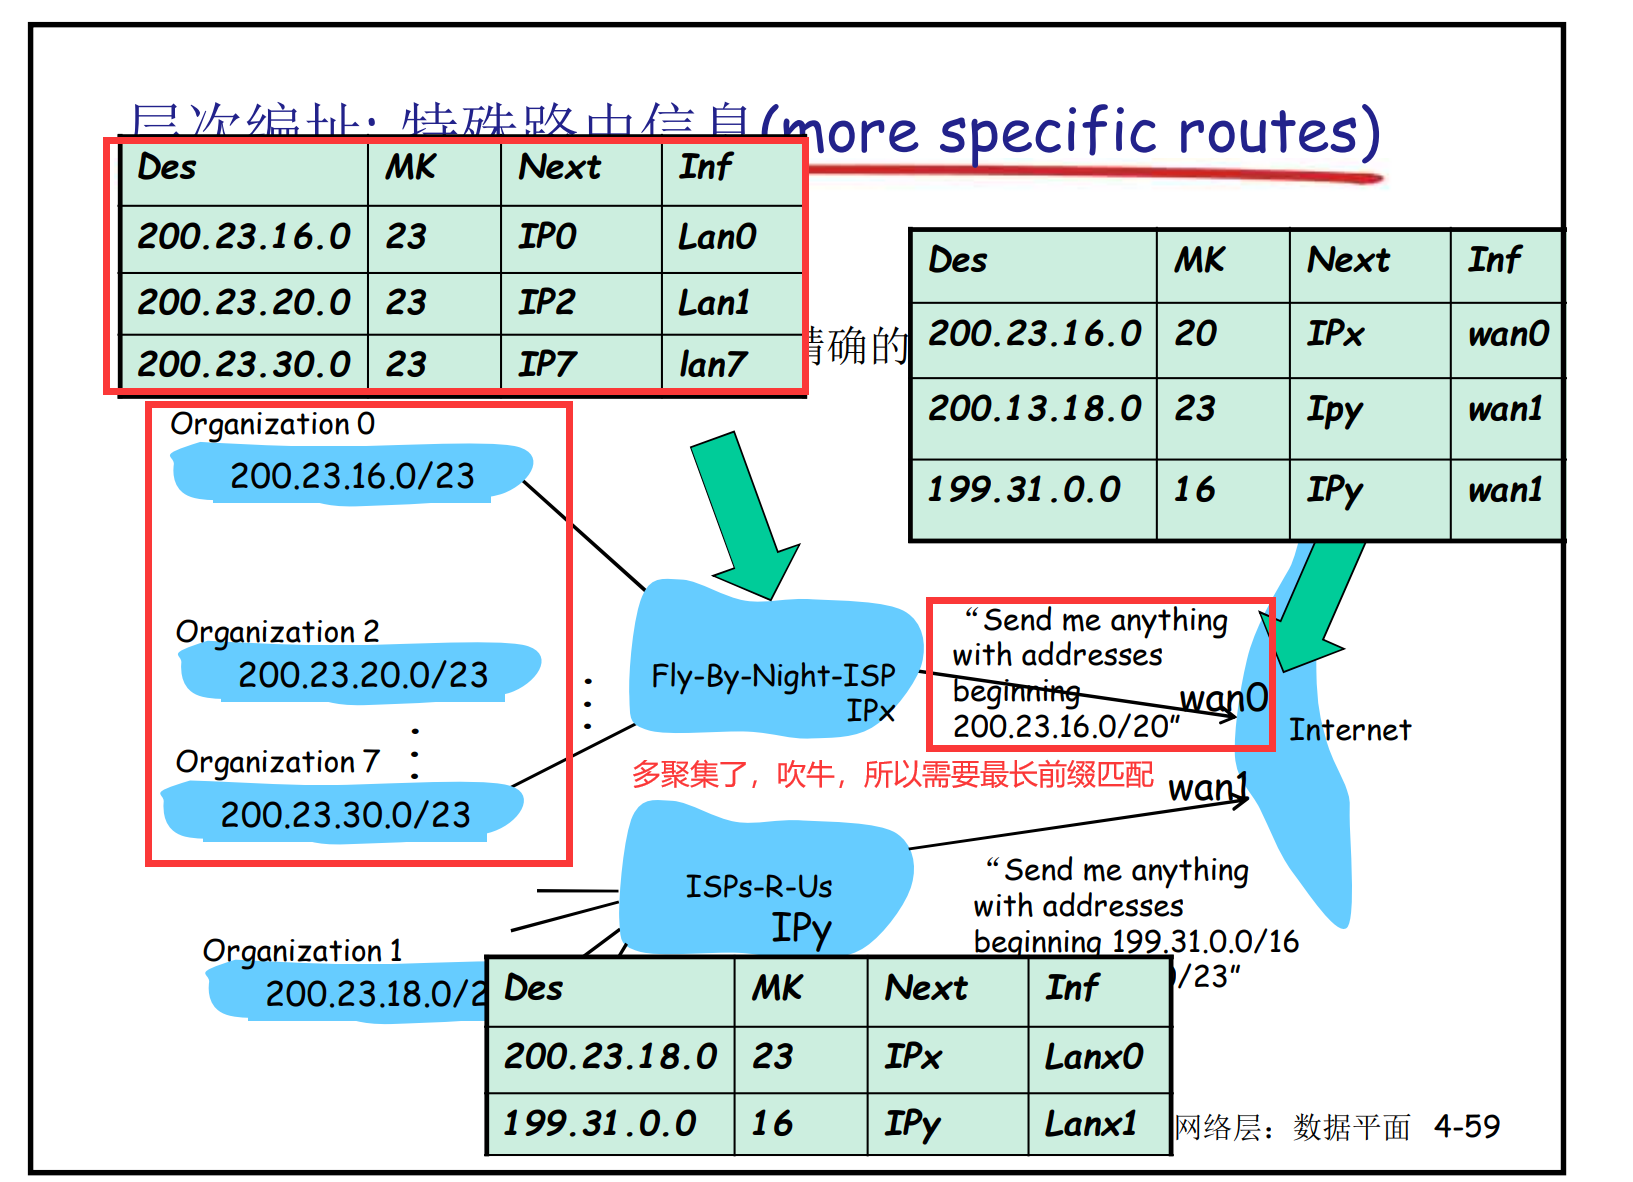 层次编址: 特殊路由信息(more specific routes)
Des MK Next Inf
200.23.16.0 23 IP0 Lan0
200.23.20.0 23 IP2 Lan1
200.23.30.0 23 IP7 lan7
精确的
Des MK Next Inf
200.23.16.0 20 IPx wan0
200.13.18.0 23 Ipy wan1
199.31.0.0 16 IPy wan1
Organization 0
200.23.16.0/23
Organization 2
200.23.20.0/23
Organization 7
200.23.30.0/23
Fly-By-Night-ISP
IPx
“Send me anything
with addresses
beginning
200.23.16.0/20”
wan0
Internet
多聚集了，吹牛，所以需要最长前缀匹配
wan1
ISPs-R-Us
IPy
“Send me anything
with addresses
beginning 199.31.0.0/16
/23”
Organization 1
200.23.18.0/2
Des MK Next Inf
200.23.18.0 23 IPx Lanx0
199.31.0.0 16 IPy Lanx1
网络层：数据平面 4-59